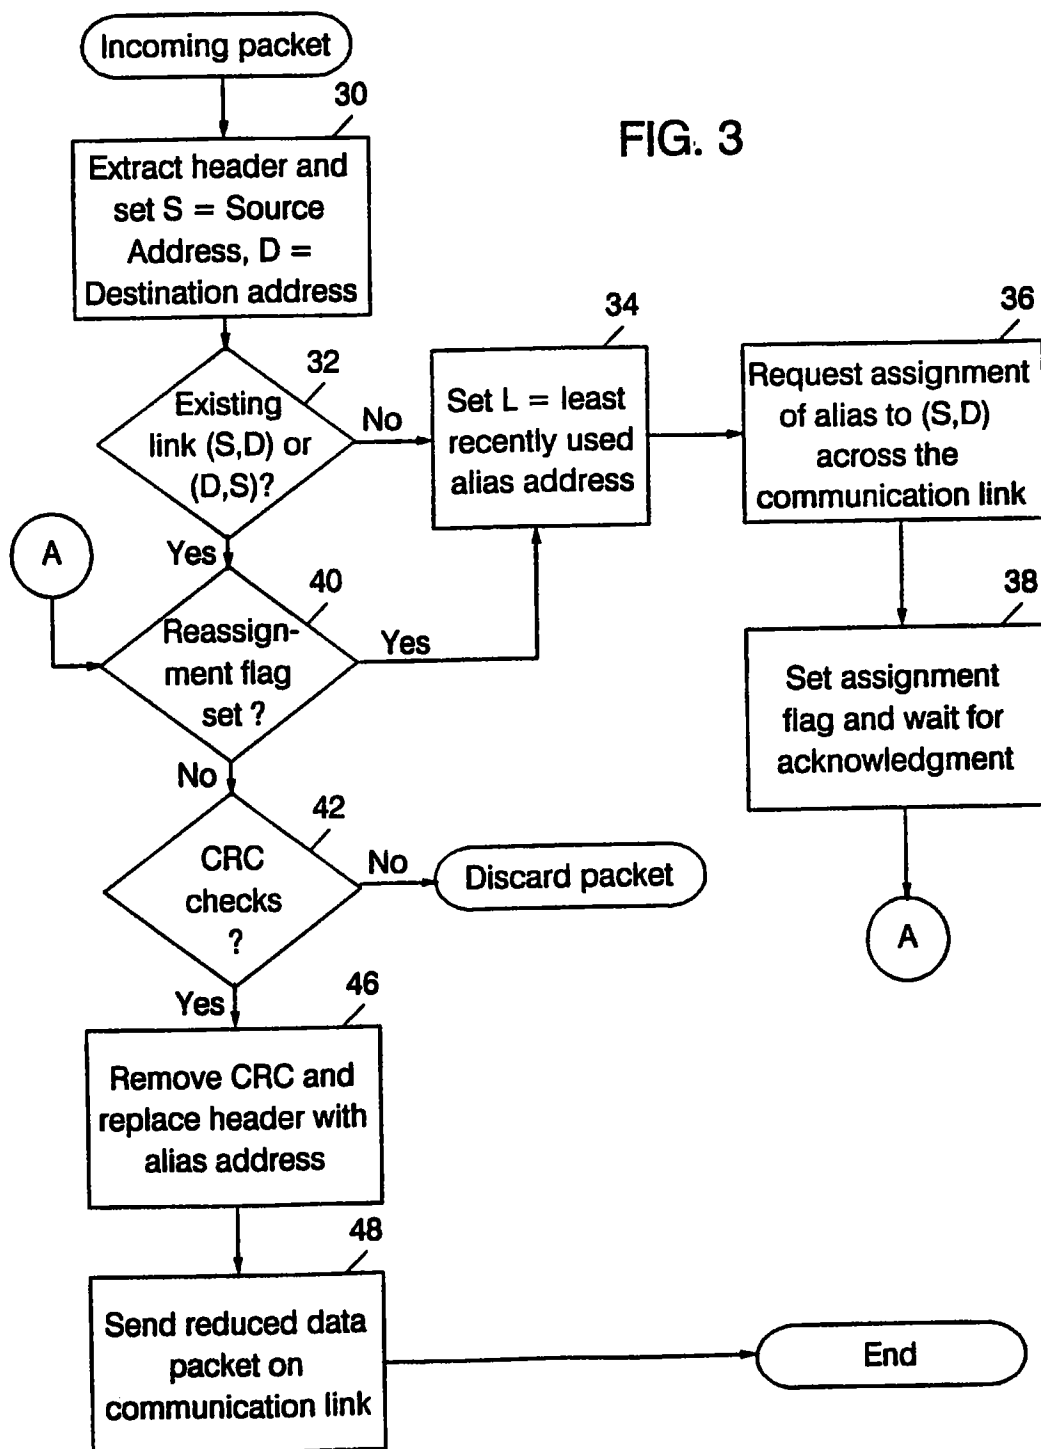 Incoming packet
30
FIG. 3
Extract header and
set S = Source
Address, D =
Destination address
32
Existing
link (S,D) or
(D,S)?
No
34
Set L = least
recently used
alias address
36
Request assignment
of alias to (S,D)
across the
communication link
A
Yes
40
Reassign-
ment flag
set ?
Yes
38
Set assignment
flag and wait for
acknowledgment
No
42
CRC
checks
?
No
Discard packet
A
Yes
46
Remove CRC and
replace header with
alias address
48
Send reduced data
packet on
communication link
End